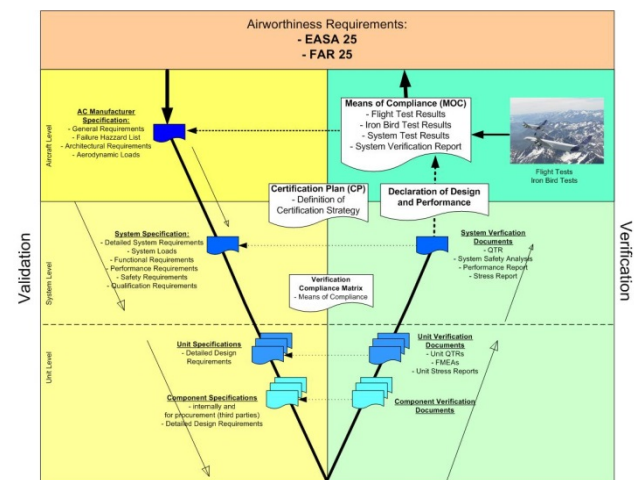 Airworthiness Requirements:
- EASA 25
- FAR 25
Validation
Verification
Aircraft Level
System Level
Unit Level
AC Manufacturer
Specification:
- General Requirements
- Failure Hazzard List
- Architectural Requirements
- Aerodynamic Loads
Means of Compliance (MOC)
- Flight Test Results
- Iron Bird Test Results
- System Test Results
- System Verification Report
Flight Tests
Iron Bird Tests
Certification Plan (CP)
- Definition of
Certification Strategy
Declaration of Design
and Performance
System Specification:
- Detailed System Requirements
- System Loads
- Functional Requirements
- Performance Requirements
- Safety Requirements
- Qualification Requirements
System Verfication
Documents
- QTR
- System Safety Analysis
- Performance Report
- Stress Report
Verification
Compliance Matrix
- Means of Compliance
Unit Specifications
- Detailed Design
Requirements
Unit Verification
Documents
- Unit QTRs
- FMEAs
- Unit Stress Reports
Component Specifications
- internally and
for procurement (third parties)
- Detailed Design Requirements
Component Verification
Documents